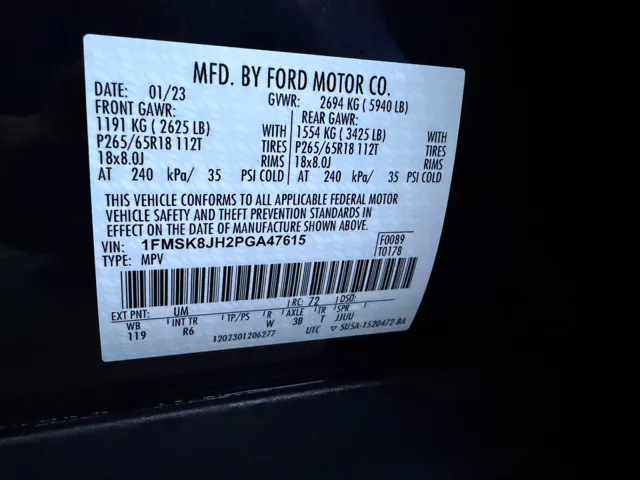 MFD. BY FORD MOTOR CO.
DATE: 01/23 GVWR: 2694 KG ( 5940 LB)
FRONT GAWR: REAR GAWR:
1191 KG ( 2625 LB) WITH 1554 KG ( 3425 LB) WITH
P265/65R18 112T TIRES P265/65R18 112T TIRES
18x8.0J RIMS 18x8.0J RIMS
AT 240 kPa/ 35 PSI COLD AT 240 kPa/ 35 PSI COLD
THIS VEHICLE CONFORMS TO ALL APPLICABLE FEDERAL MOTOR
VEHICLE SAFETY AND THEFT PREVENTION STANDARDS IN
EFFECT ON THE DATE OF MANUFACTURE SHOWN ABOVE.
VIN: 1FMSK8JH2PGA47615 F0089
TYPE: MPV T0178
EXT PNT: UM RC: 72 DSO:
WB INT TR TP/PS R AXLE TR SPR
119 R6 W 3B T JJUU
1202301206277 UTC ▽ 5U5A-1520472-BA